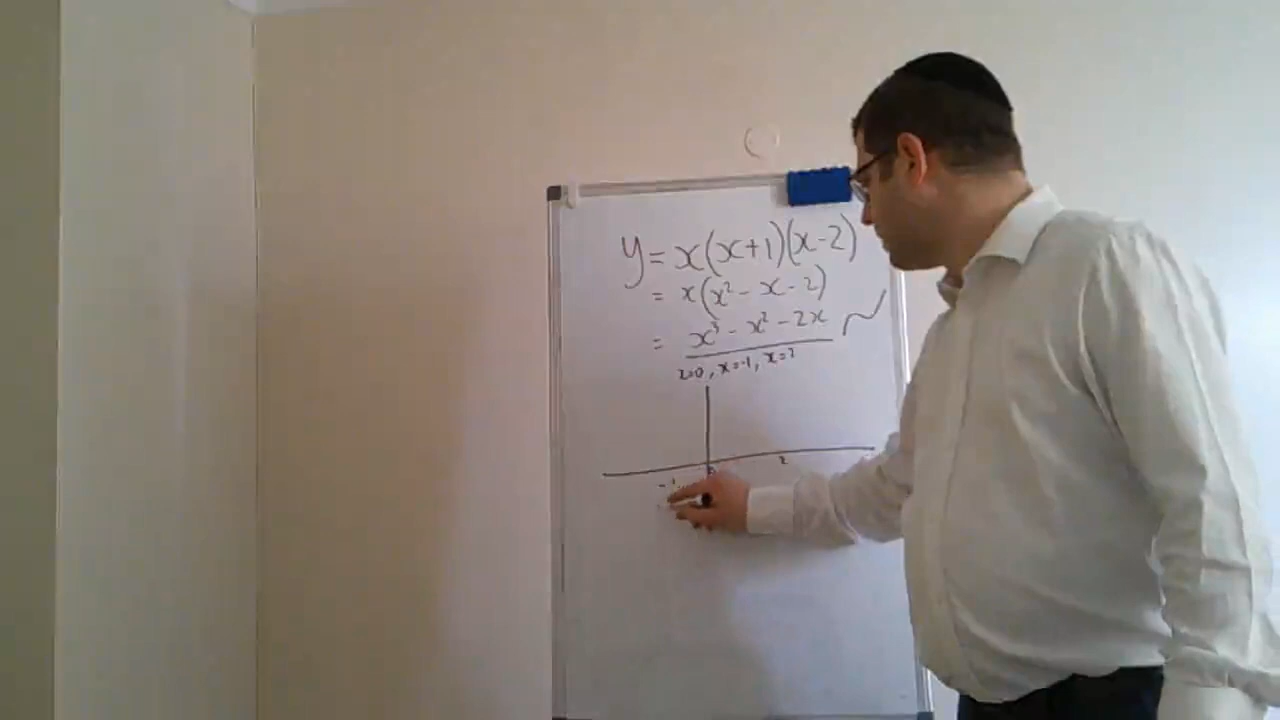 y = x(x+1)(x-2)
= x(x² - x - 2)
= x³ - x² - 2x
x=0, x=-1, x=2
2
-1